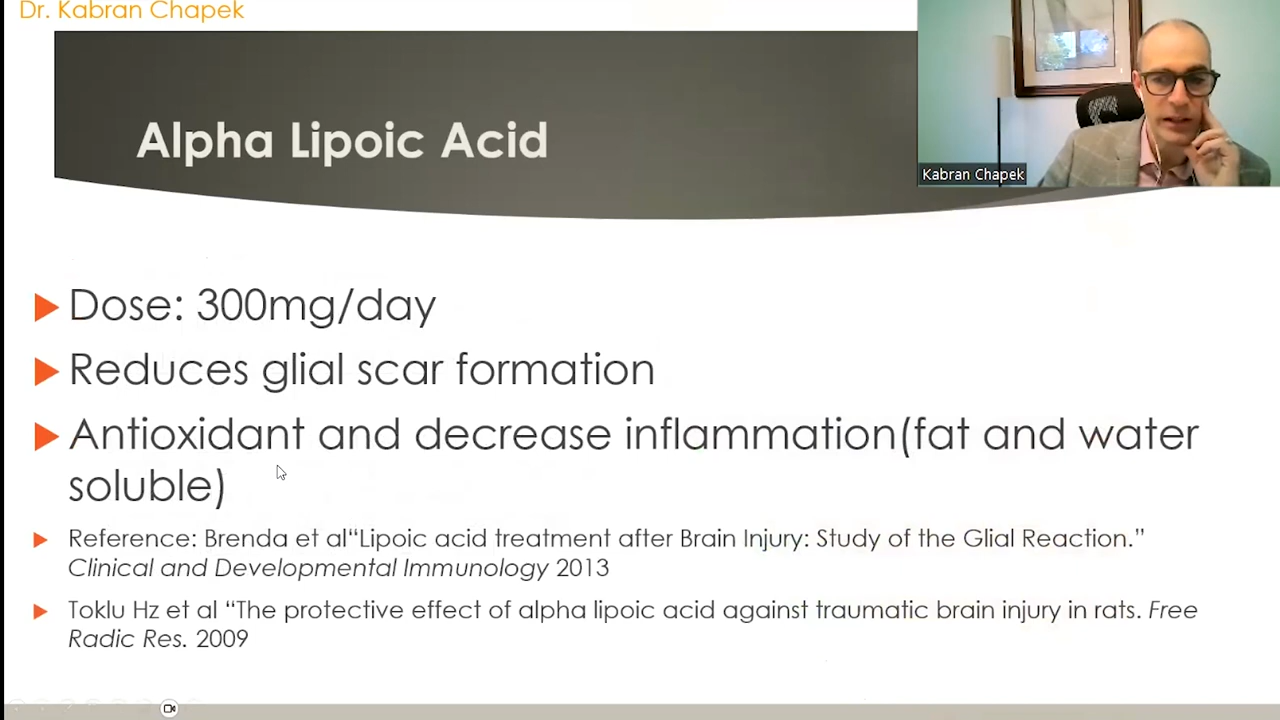 Dr. Kabran Chapek
Alpha Lipoic Acid
Kabran Chapek
Dose: 300mg/day
Reduces glial scar formation
Antioxidant and decrease inflammation(fat and water
soluble)
Reference: Brenda et al“Lipoic acid treatment after Brain Injury: Study of the Glial Reaction.”
Clinical and Developmental Immunology 2013
Toklu Hz et al “The protective effect of alpha lipoic acid against traumatic brain injury in rats. Free
Radic Res. 2009